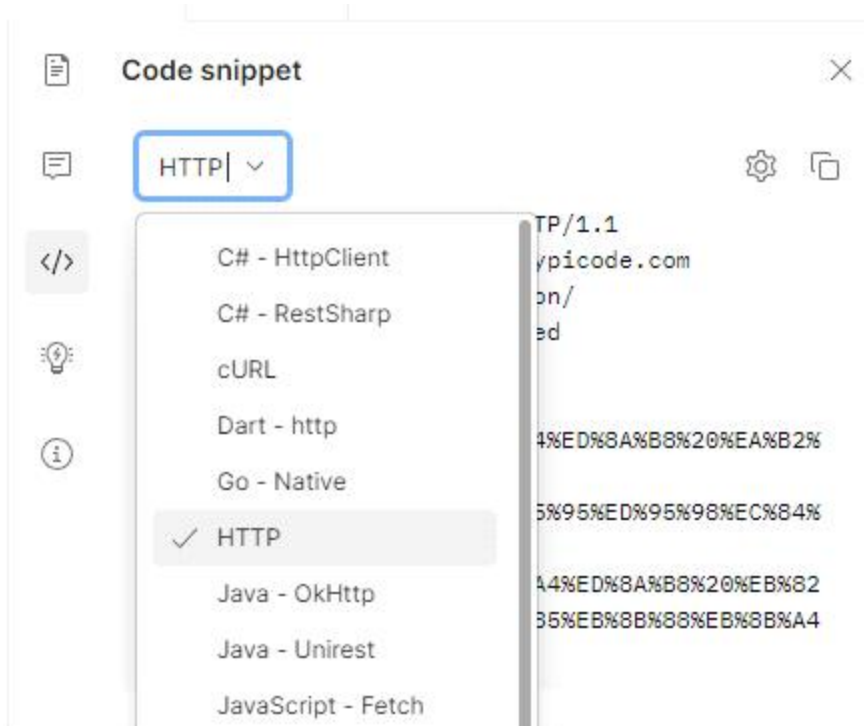 Code snippet
HTTP
TP/1.1
C# - HttpClient
ypicode.com
C# - RestSharp
on/
ed
cURL
Dart - http
4%ED%8A%B8%20%EA%B2%
Go - Native
5%95%ED%95%98%EC%84%
HTTP
Java - OkHttp
A4%ED%8A%B8%20%EB%82
35%EB%8B%88%EB%8B%A4
Java - Unirest
JavaScript - Fetch